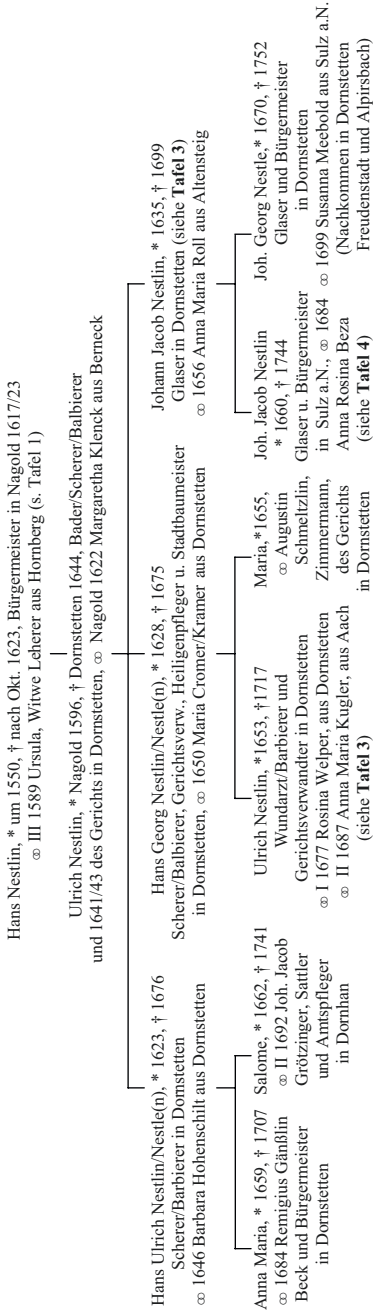 Hans Nestlin, * um 1550, † nach Okt. 1623, Bürgermeister in Nagold 1617/23
⚭ III 1589 Ursula, Witwe Leherer aus Hornberg (s. Tafel 1)
Ulrich Nestlin, * Nagold 1596, † Dornstetten 1644, Bader/Scherer/Balbierer
und 1641/43 des Gerichts in Dornstetten, ⚭ Nagold 1622 Margaretha Klenck aus Berneck
Hans Ulrich Nestlin/Nestle(n), * 1623, † 1676
Scherer/Barbierer in Dornstetten
⚭ 1646 Barbara Hohenschilt aus Dornstetten
Hans Georg Nestlin/Nestle(n), * 1628, † 1675
Scherer/Balbierer, Gerichtsverw., Heiligenpfleger u. Stadtbaumeister
in Dornstetten, ⚭ 1650 Maria Cromer/Kramer aus Dornstetten
Johann Jacob Nestlin, * 1635, † 1699
Glaser in Dornstetten (siehe Tafel 3)
⚭ 1656 Anna Maria Roll aus Altensteig
Anna Maria, * 1659, † 1707
⚭ 1684 Remigius Gänßlin
Beck und Bürgermeister
in Dornstetten
Salome, * 1662, † 1741
⚭ II 1692 Joh. Jacob
Grötzinger, Sattler
und Amtspfleger
in Dornhan
Ulrich Nestlin, *1653, †1717
Wundarzt/Barbierer und
Gerichtsverwandter in Dornstetten
⚭ I 1677 Rosina Welper, aus Dornstetten
⚭ II 1687 Anna Maria Kugler, aus Aach
(siehe Tafel 3)
Maria,*1655,
⚭ Augustin
Schmeltzlin,
Zimmermann,
des Gerichts
in Dornstetten
Joh. Jacob Nestlin
* 1660, † 1744
Glaser u. Bürgermeister
in Sulz a.N., ⚭ 1684
Anna Rosina Beza
(siehe Tafel 4)
Joh. Georg Nestle,* 1670, † 1752
Glaser und Bürgermeister
in Dornstetten
⚭ 1699 Susanna Meebold aus Sulz a.N.
(Nachkommen in Dornstetten
Freudenstadt und Alpirsbach)